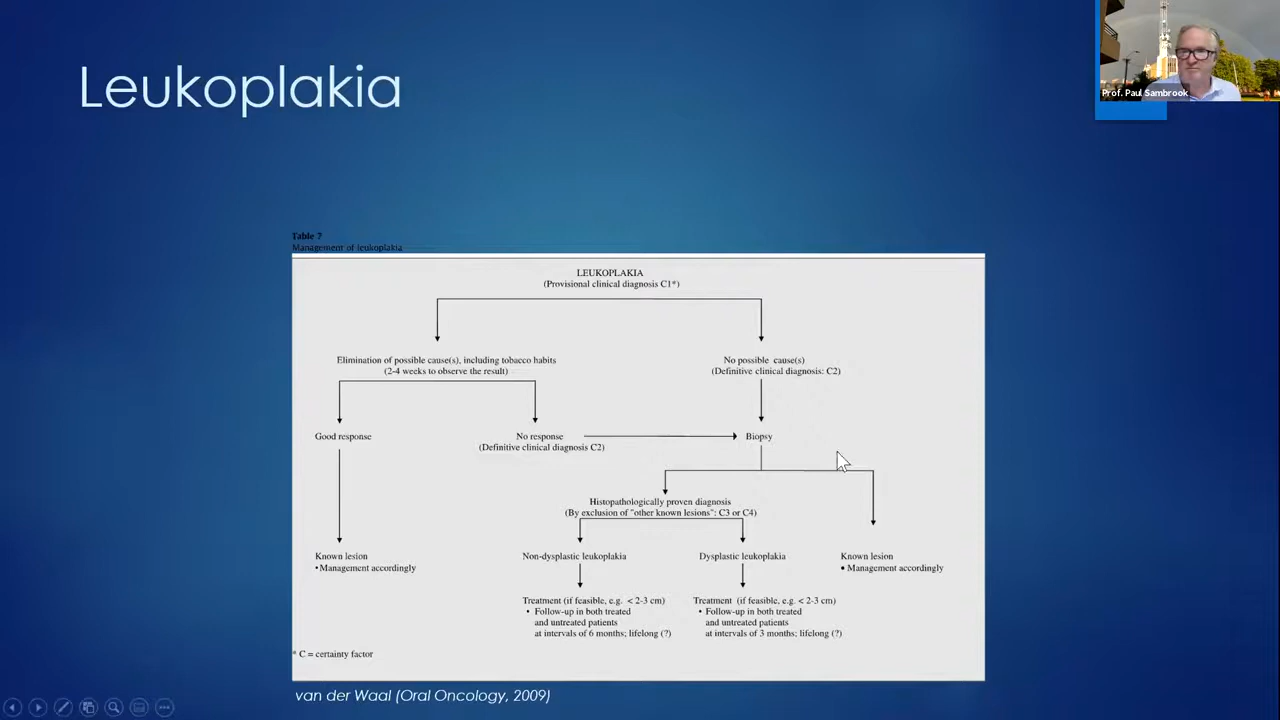 Leukoplakia
Prof. Paul Sambrook
Table 7
Management of leukoplakia
LEUKOPLAKIA
(Provisional clinical diagnosis C1*)
Elimination of possible cause(s), including tobacco habits
(2-4 weeks to observe the result)
No possible cause(s)
(Definitive clinical diagnosis: C2)
Good response
No response
(Definitive clinical diagnosis C2)
Biopsy
Histopathologically proven diagnosis
(By exclusion of "other known lesions": C3 or C4)
Known lesion
• Management accordingly
Non-dysplastic leukoplakia
Dysplastic leukoplakia
Known lesion
• Management accordingly
Treatment (if feasible, e.g. < 2-3 cm)
• Follow-up in both treated
and untreated patients
at intervals of 6 months; lifelong (?)
Treatment (if feasible, e.g. < 2-3 cm)
• Follow-up in both treated
and untreated patients
at intervals of 3 months; lifelong (?)
* C = certainty factor
van der Waal (Oral Oncology, 2009)